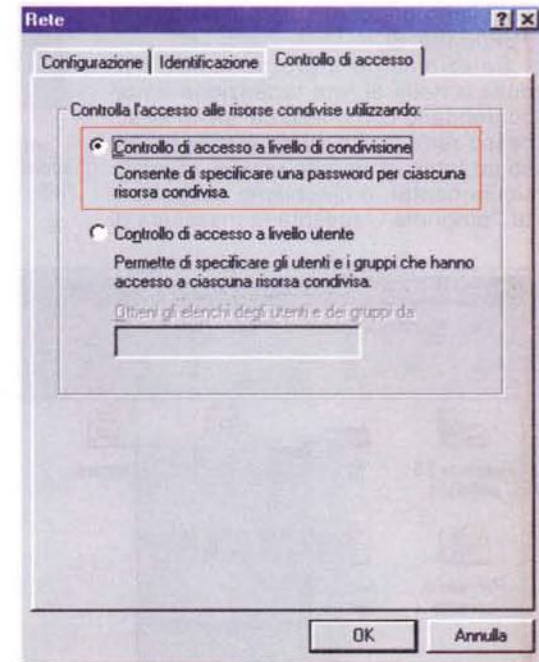 Rete
Configurazione
Identificazione
Controllo di accesso
Controlla l'accesso alle risorse condivise utilizzando:
Controllo di accesso a livello di condivisione
Consente di specificare una password per ciascuna
risorsa condivisa.
Controllo di accesso a livello utente
Permette di specificare gli utenti e i gruppi che hanno
accesso a ciascuna risorsa condivisa.
Ottieni gli elenchi degli utenti e dei gruppi da
OK
Annulla